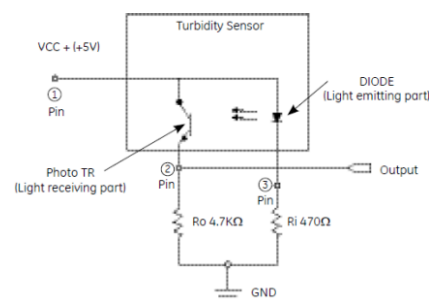 Turbidity Sensor
VCC + (+5V)
DIODE
(Light emitting part)
1
Pin
Photo TR
(Light receiving part)
2
Pin
Output
3
Pin
Ro 4.7KΩ
Ri 470Ω
GND